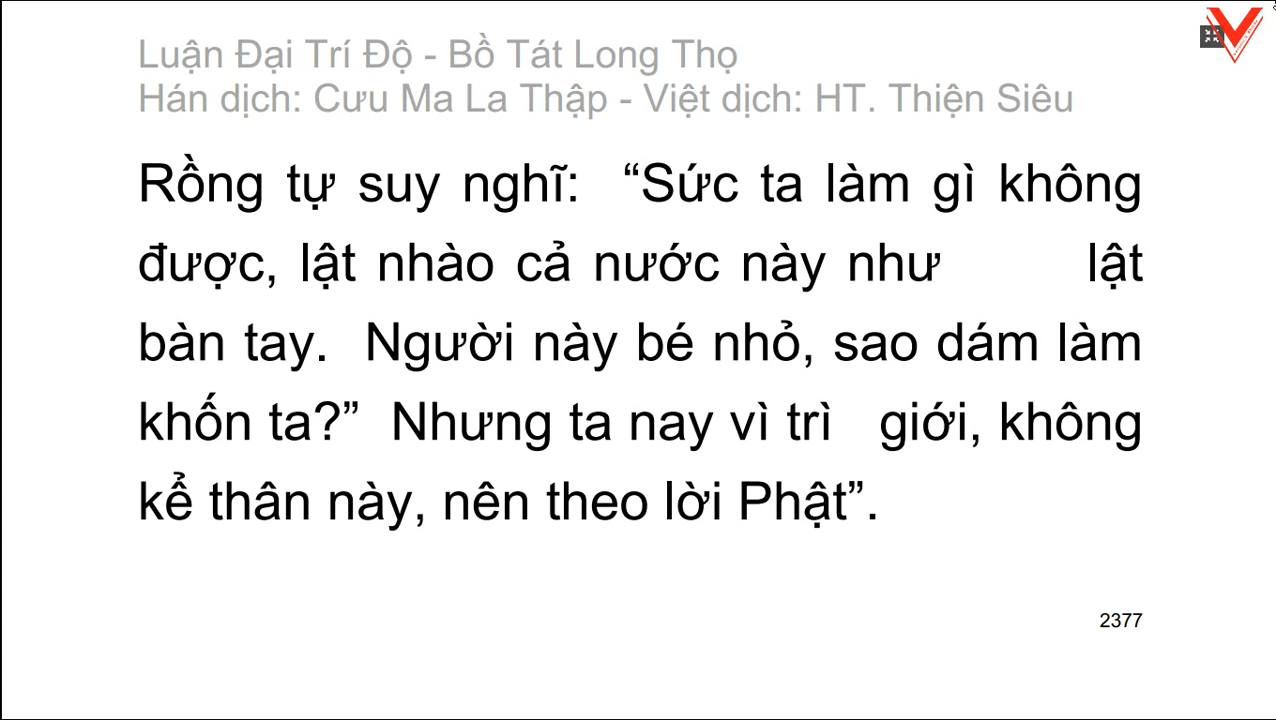 Luận Đại Trí Độ - Bồ Tát Long Thọ
Hán dịch: Cưu Ma La Thập - Việt dịch: HT. Thiện Siêu
Rồng tự suy nghĩ: “Sức ta làm gì không
được, lật nhào cả nước này như lật
bàn tay. Người này bé nhỏ, sao dám làm
khốn ta?” Nhưng ta nay vì trì giới, không
kể thân này, nên theo lời Phật”.
2377